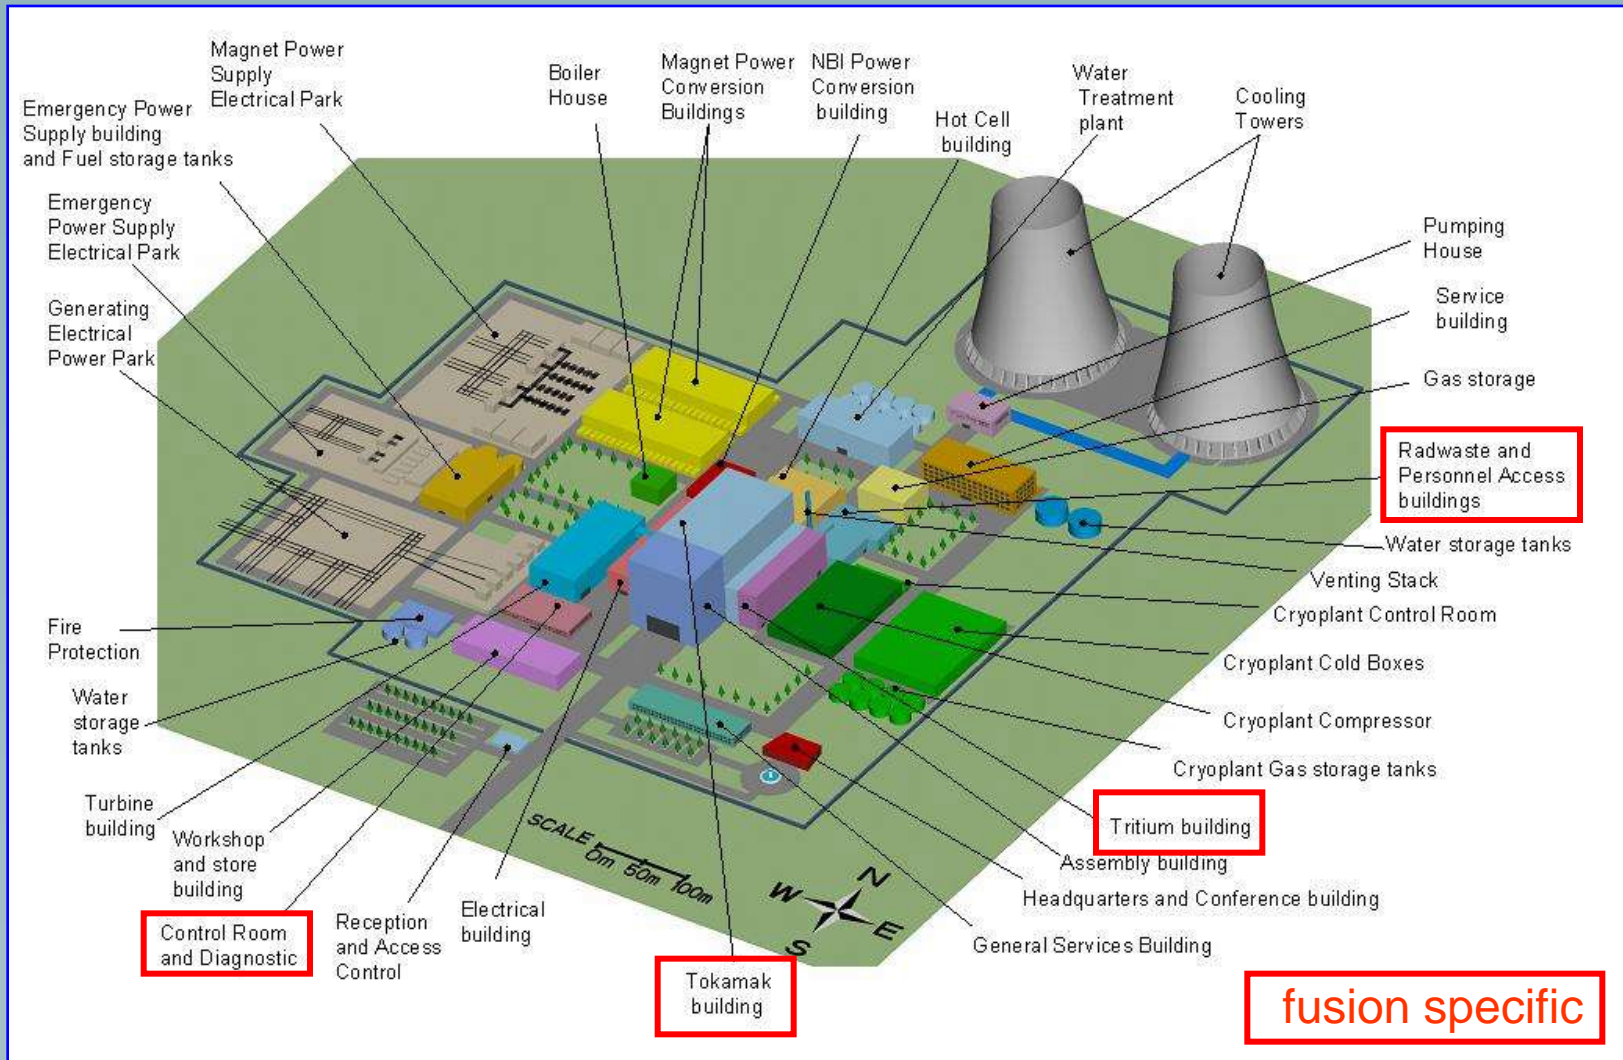 Magnet Power
Supply
Electrical Park
Boiler
House
Magnet Power
Conversion
Buildings
NBI Power
Conversion
building
Water
Treatment
plant
Cooling
Towers
Hot Cell
building
Emergency Power
Supply building
and Fuel storage tanks
Emergency
Power Supply
Electrical Park
Generating
Electrical
Power Park
Pumping
House
Service
building
Gas storage
Radwaste and
Personnel Access
buildings
Water storage tanks
Venting Stack
Cryoplant Control Room
Cryoplant Cold Boxes
Cryoplant Compressor
Cryoplant Gas storage tanks
Tritium building
Assembly building
Headquarters and Conference building
General Services Building
Fire
Protection
Water
storage
tanks
Turbine
building
Workshop
and store
building
Control Room
and Diagnostic
Reception
and Access
Control
Electrical
building
Tokamak
building
SCALE
0m 50m 100m
N
W
E
S
fusion specific